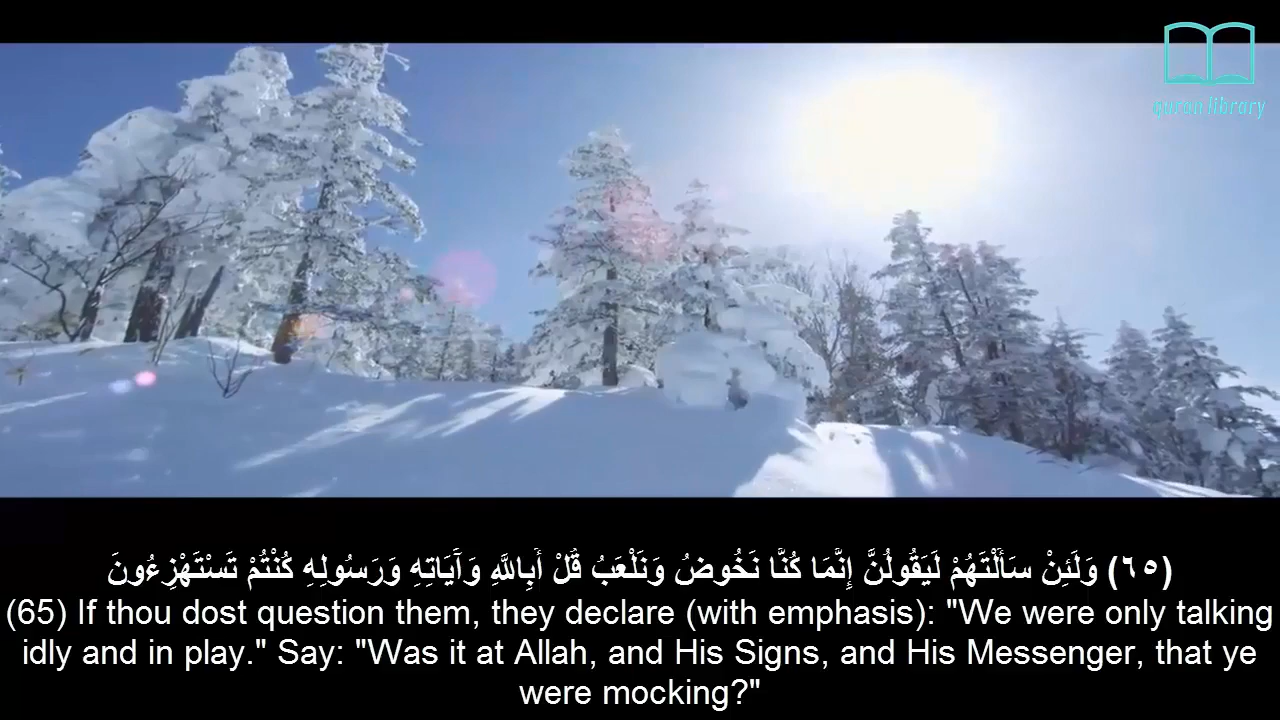 quran library
(٦٥) وَلَئِنْ سَأَلْتَهُمْ لَيَقُولُنَّ إِنَّمَا كُنَّا نَخُوضُ وَنَلْعَبُ قُلْ أَبِاللَّهِ وَآيَاتِهِ وَرَسُولِهِ كُنْتُمْ تَسْتَهْزِءُونَ
(65) If thou dost question them, they declare (with emphasis): "We were only talking
idly and in play." Say: "Was it at Allah, and His Signs, and His Messenger, that ye
were mocking?"